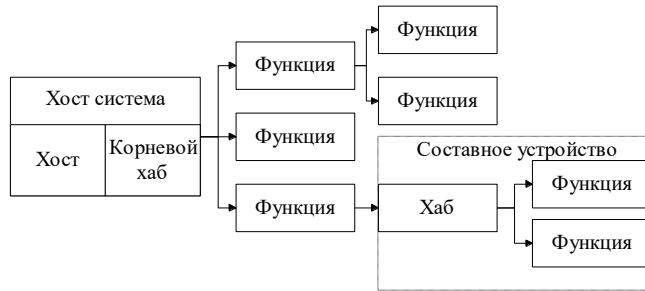 Функция
Функция
Функция
Хост система
Хост
Корневой
хаб
Функция
Составное устройство
Функция
Функция
Хаб
Функция